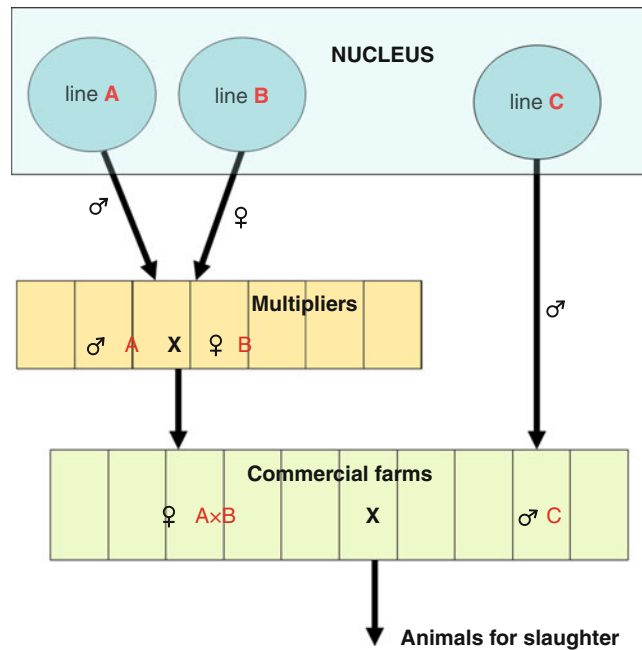 NUCLEUS
line A
line B
line C
♂
♀
♂
Multipliers
♂ A X ♀ B
Commercial farms
♀ A×B X ♂ C
Animals for slaughter